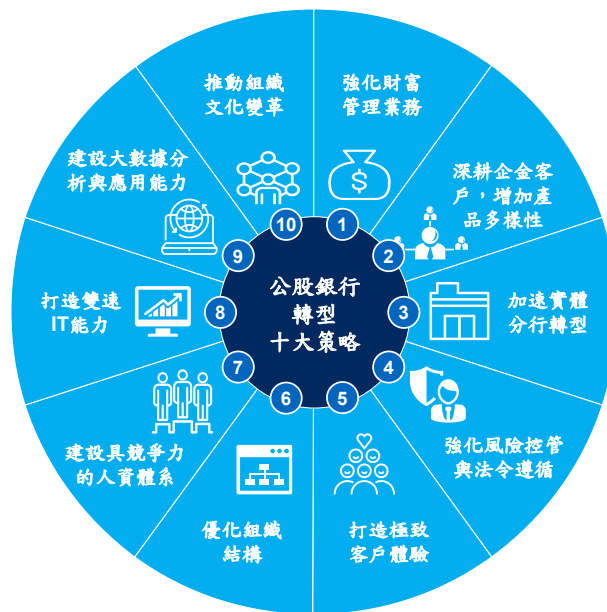 公股銀行
轉型
十大策略
1
強化財富
管理業務
$
2
深耕企金客
戶，增加產
品多樣性
3
加速實體
分行轉型
4
強化風險控管
與法令遵循
5
打造極致
客戶體驗
6
優化組織
結構
7
建設具競爭力
的人資體系
8
打造雙速
IT能力
9
建設大數據分
析與應用能力
10
推動組織
文化變革